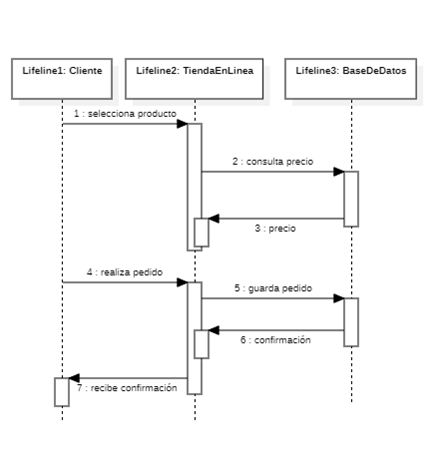 Lifeline1: Cliente
Lifeline2: TiendaEnLinea
Lifeline3: BaseDeDatos
1 : selecciona producto
2 : consulta precio
3 : precio
4 : realiza pedido
5 : guarda pedido
6 : confirmación
7 : recibe confirmación